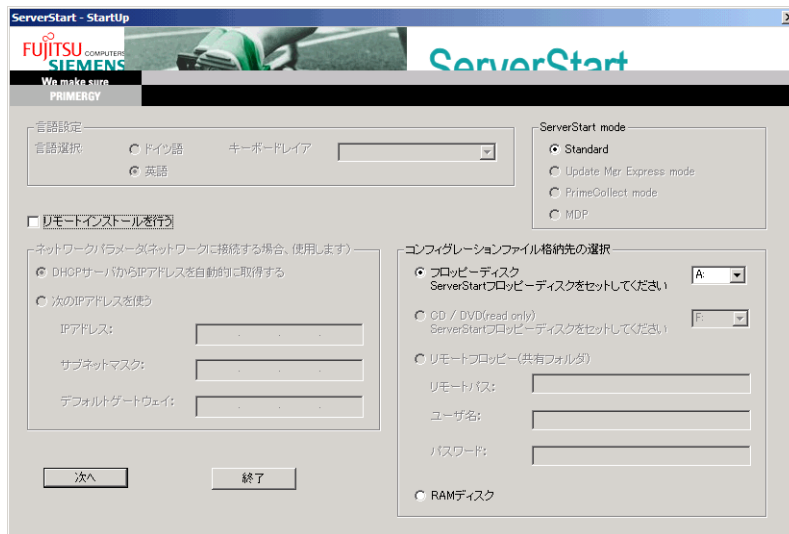 ServerStart - StartUp
FUJITSU COMPUTERS
SIEMENS
We make sure
PRIMERGY
ServerStart
言語設定
言語選択: ドイツ語 キーボードレイア
英語
ServerStart mode
Standard
Update Mgr Express mode
PrimeCollect mode
MDP
リモートインストールを行う
ネットワークパラメータ(ネットワークに接続する場合、使用します)
DHCPサーバからIPアドレスを自動的に取得する
次のIPアドレスを使う
IPアドレス:
サブネットマスク:
デフォルトゲートウェイ:
コンフィグレーションファイル格納先の選択
フロッピーディスク A:
ServerStartフロッピーディスクをセットしてください
CD / DVD(read only) F:
ServerStartフロッピーディスクをセットしてください
リモートフロッピー(共有フォルダ)
リモートパス:
ユーザ名:
パスワード:
RAMディスク
次へ 終了